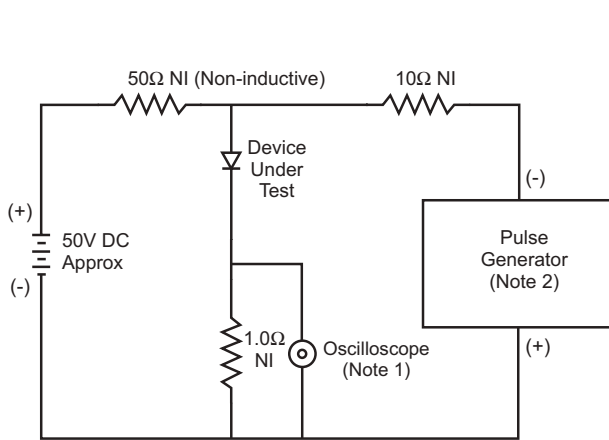 50Ω NI (Non-inductive)
10Ω NI
Device
Under
Test
(-)
(+)
50V DC
Approx
(-)
Pulse
Generator
(Note 2)
1.0Ω
NI
Oscilloscope
(Note 1)
(+)